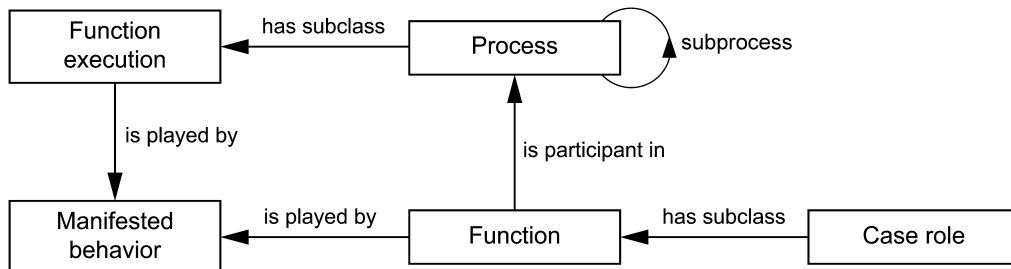 Function
execution
has subclass
Process
subprocess
is played by
is participant in
Manifested
behavior
is played by
Function
has subclass
Case role